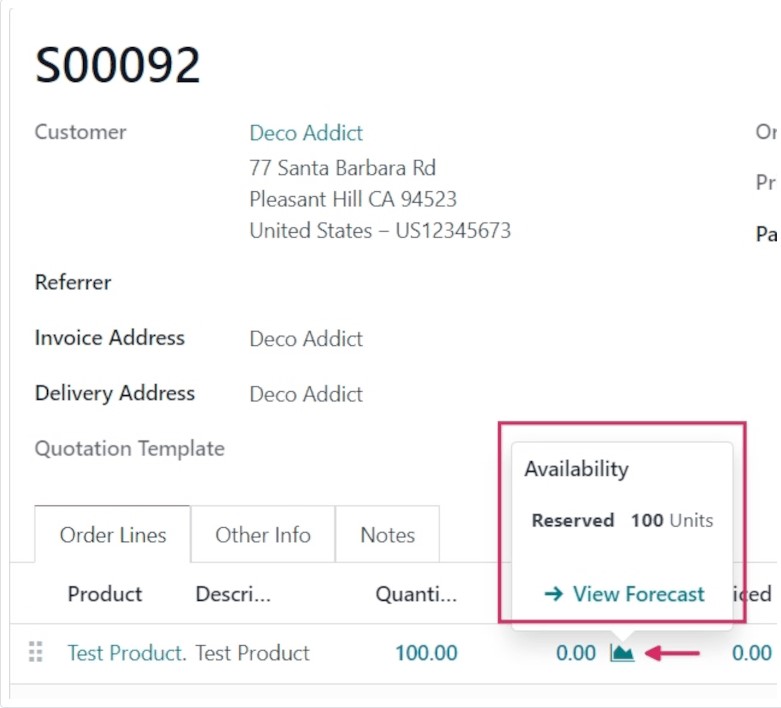 S00092
Customer Deco Addict Or
77 Santa Barbara Rd
Pleasant Hill CA 94523 Pr
United States – US12345673 Pa
Referrer
Invoice Address Deco Addict
Delivery Address Deco Addict
Quotation Template
Availability
Reserved 100 Units
→ View Forecast
Order Lines Other Info Notes
Product Descri... Quanti... iced
Test Product. Test Product 100.00 0.00 0.00